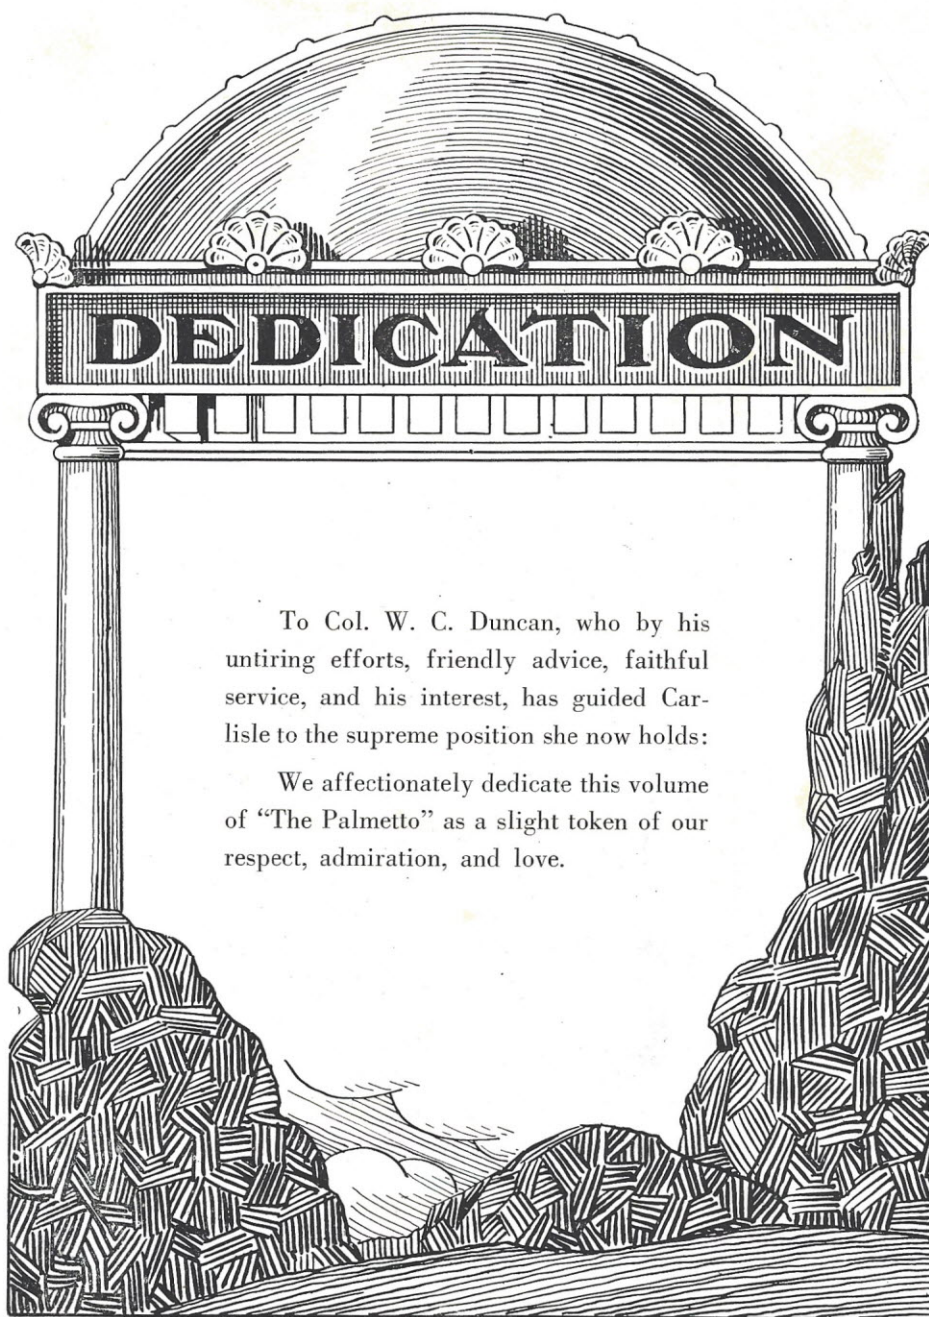 DEDICATION
To Col. W. C. Duncan, who by his
untiring efforts, friendly advice, faithful
service, and his interest, has guided Car-
lisle to the supreme position she now holds:
We affectionately dedicate this volume
of “The Palmetto” as a slight token of our
respect, admiration, and love.